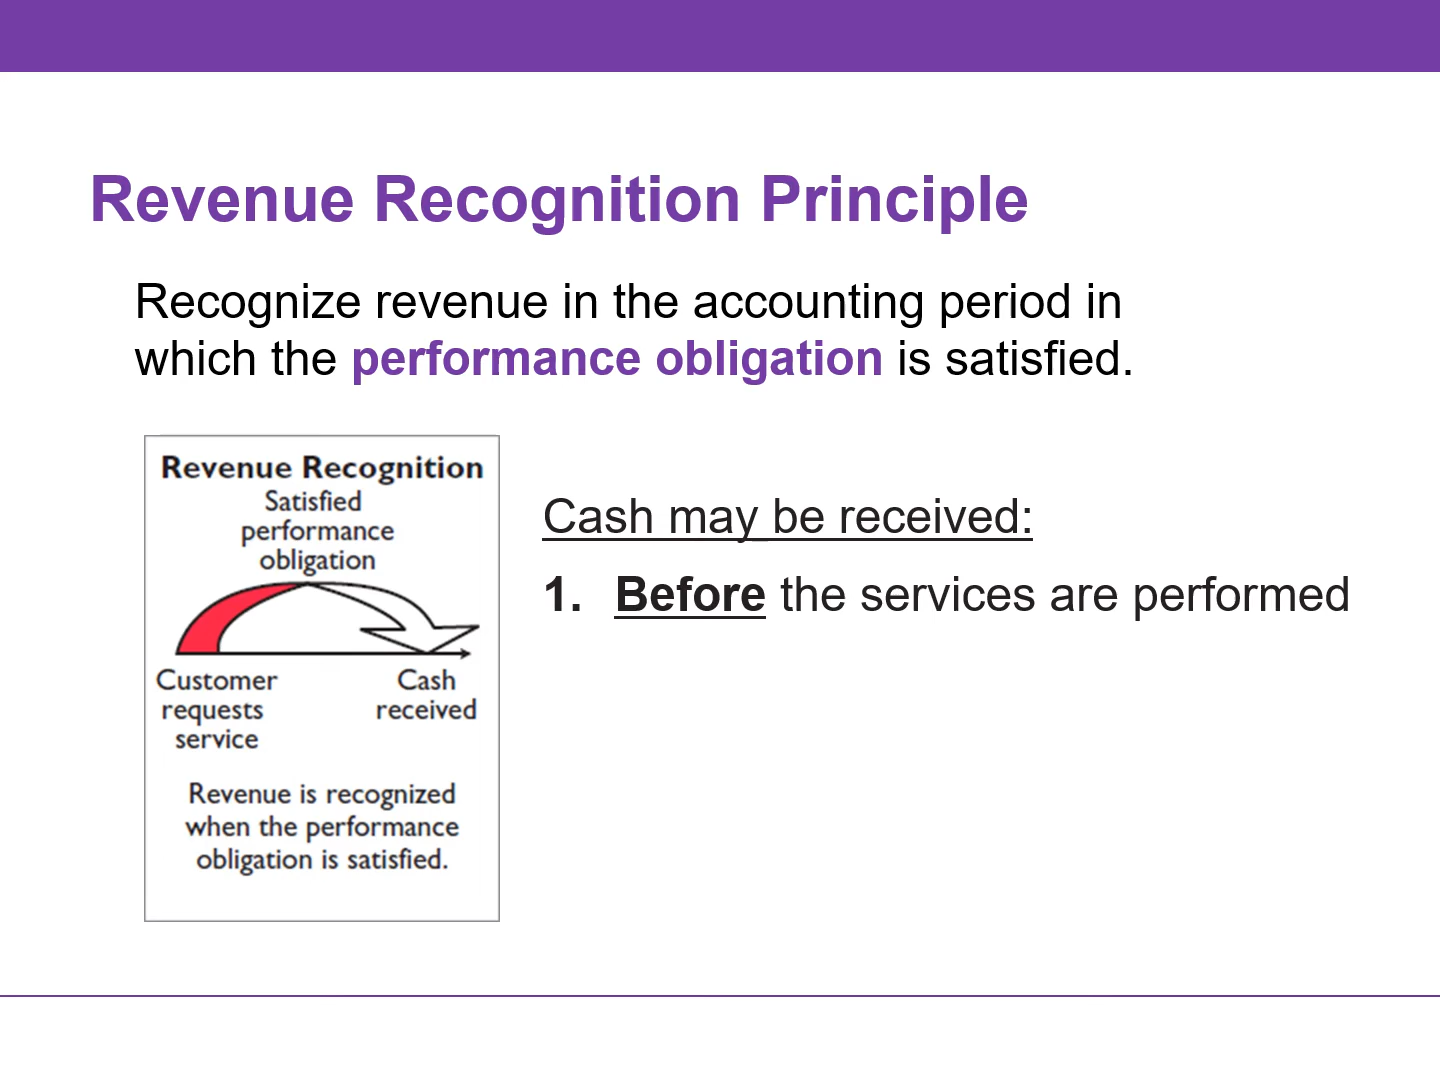 Revenue Recognition Principle
Recognize revenue in the accounting period in
which the performance obligation is satisfied.
Revenue Recognition
Satisfied
performance
obligation
Customer
requests
service
Cash
received
Revenue is recognized
when the performance
obligation is satisfied.
Cash may be received:
1. Before the services are performed